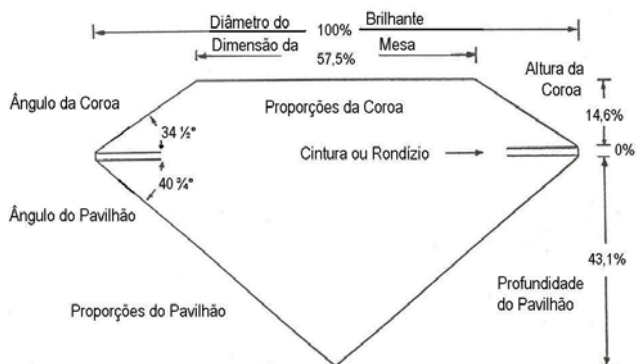 Diâmetro do Brilhante
100%
Dimensão da Mesa
57,5%
Altura da
Coroa
Ângulo da Coroa
Proporções da Coroa
14,6%
34 ½°
Cintura ou Rondízio
0%
40 ¾°
Ângulo do Pavilhão
43,1%
Profundidade
do Pavilhão
Proporções do Pavilhão